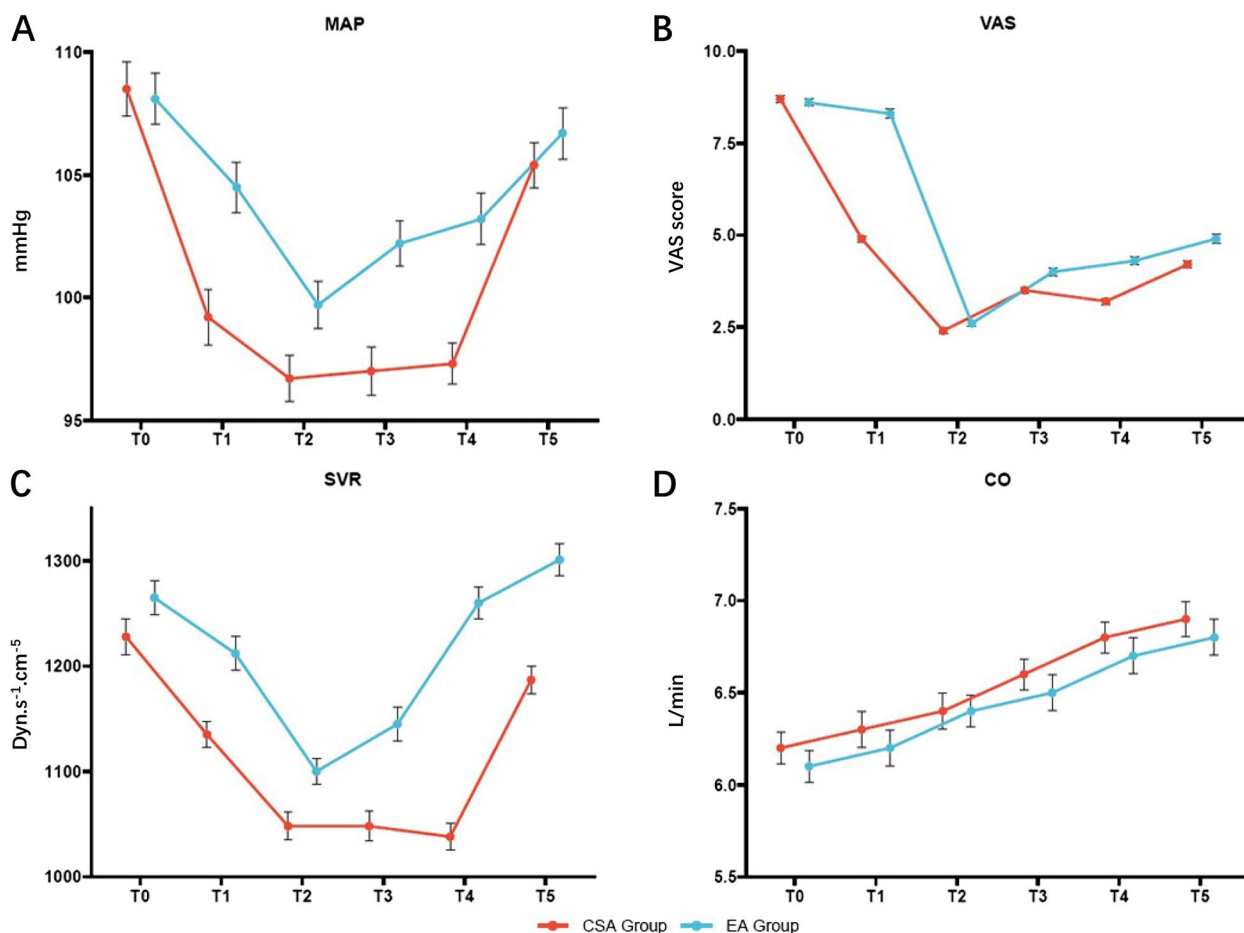 A
MAP
110
105
100
95
mmHg
T0 T1 T2 T3 T4 T5
B
VAS
10.0
7.5
5.0
2.5
0.0
VAS score
T0 T1 T2 T3 T4 T5
C
SVR
1300
1200
1100
1000
Dyn.s⁻¹.cm⁻⁵
T0 T1 T2 T3 T4 T5
D
CO
7.5
7.0
6.5
6.0
5.5
L/min
T0 T1 T2 T3 T4 T5
CSA Group EA Group